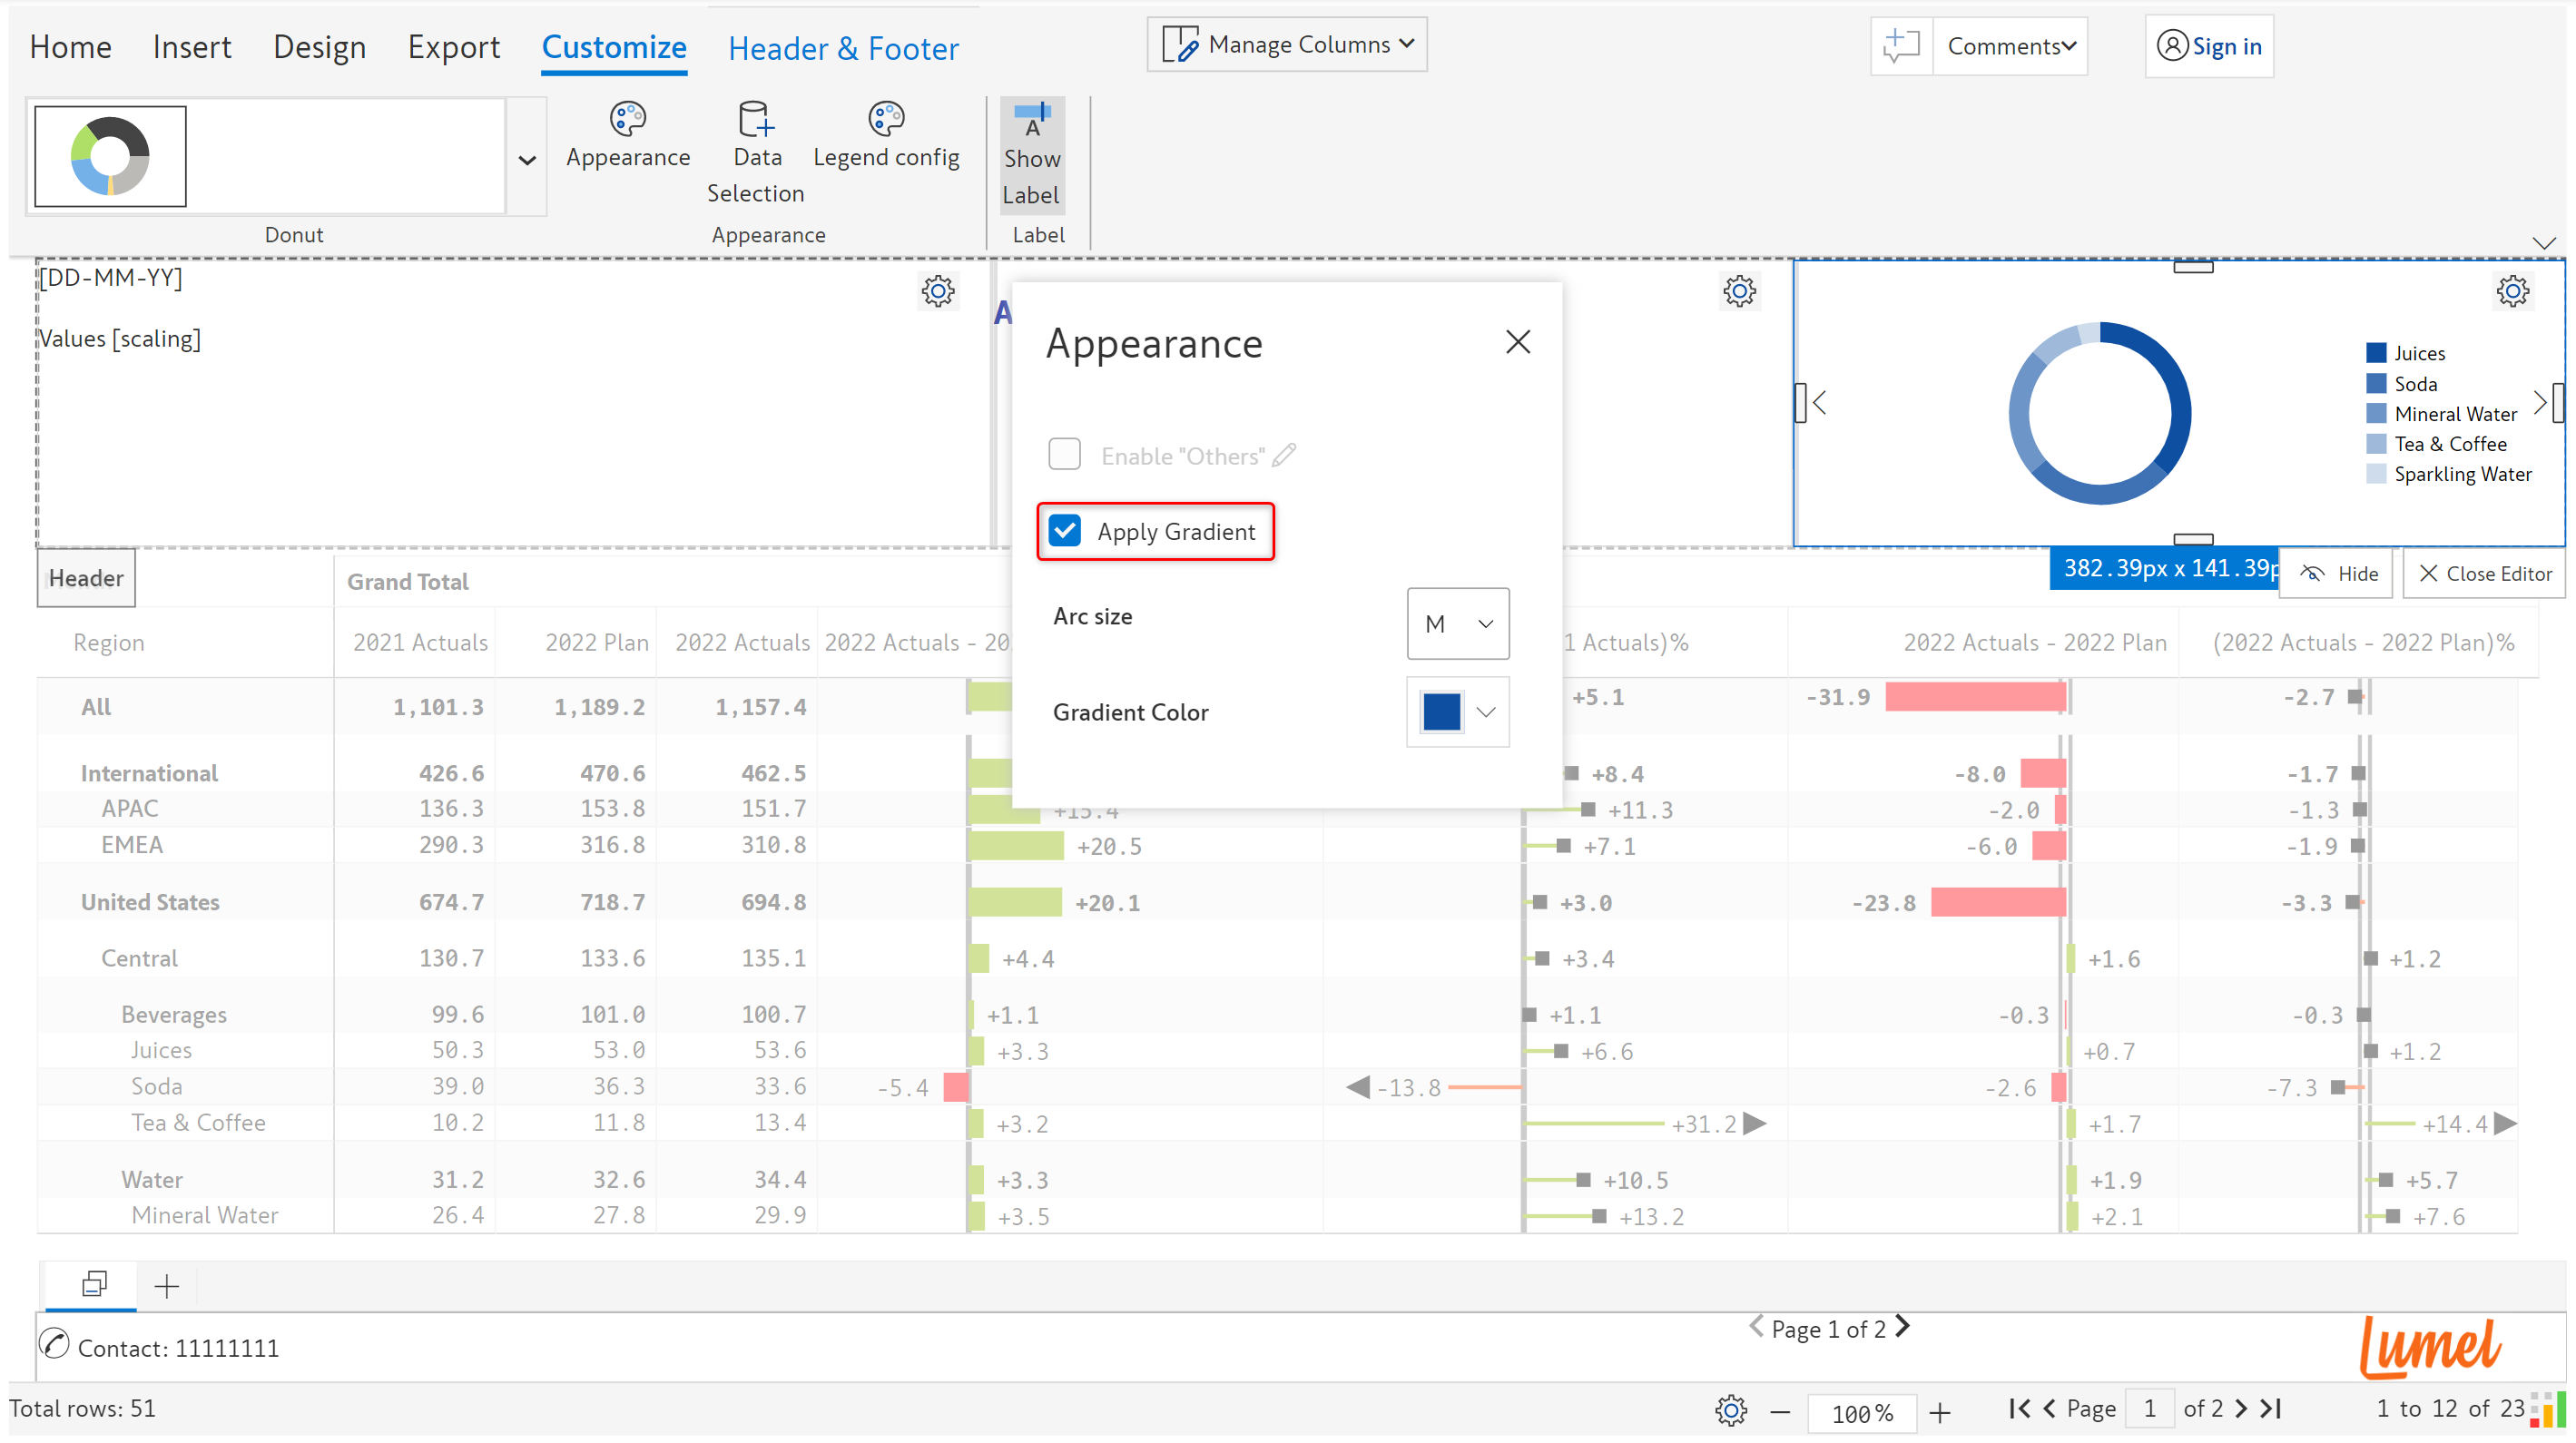 Home Insert Design Export Customize Header & Footer Manage Columns Comments Sign in
Appearance Data Selection Legend config Show Label
Donut Appearance Label
[DD-MM-YY]
Values [scaling]
A
Appearance
Enable "Others"
Apply Gradient
Arc size M
Gradient Color
Juices
Soda
Mineral Water
Tea & Coffee
Sparkling Water
382.39px x 141.39p Hide Close Editor
Header Grand Total
Region 2021 Actuals 2022 Plan 2022 Actuals 2022 Actuals - 20 1 Actuals)% 2022 Actuals - 2022 Plan (2022 Actuals - 2022 Plan)%
All 1,101.3 1,189.2 1,157.4 +5.1 -31.9 -2.7
International 426.6 470.6 462.5 +8.4 -8.0 -1.7
APAC 136.3 153.8 151.7 +15.4 +11.3 -2.0 -1.3
EMEA 290.3 316.8 310.8 +20.5 +7.1 -6.0 -1.9
United States 674.7 718.7 694.8 +20.1 +3.0 -23.8 -3.3
Central 130.7 133.6 135.1 +4.4 +3.4 +1.6 +1.2
Beverages 99.6 101.0 100.7 +1.1 +1.1 -0.3 -0.3
Juices 50.3 53.0 53.6 +3.3 +6.6 +0.7 +1.2
Soda 39.0 36.3 33.6 -5.4 -13.8 -2.6 -7.3
Tea & Coffee 10.2 11.8 13.4 +3.2 +31.2 +1.7 +14.4
Water 31.2 32.6 34.4 +3.3 +10.5 +1.9 +5.7
Mineral Water 26.4 27.8 29.9 +3.5 +13.2 +2.1 +7.6
Contact: 11111111 Page 1 of 2 Lumel
Total rows: 51 100% Page 1 of 2 1 to 12 of 23